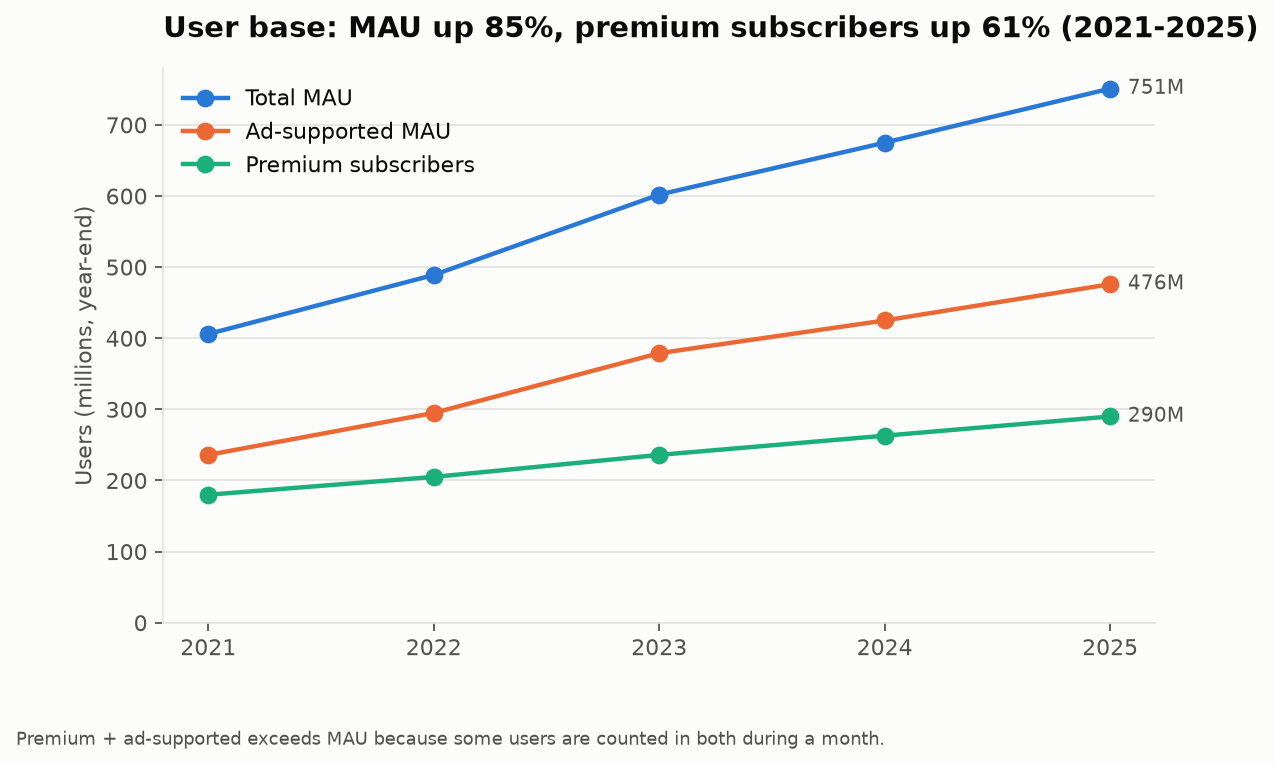 User base: MAU up 85%, premium subscribers up 61% (2021-2025)
Total MAU
Ad-supported MAU
Premium subscribers
751M
476M
290M
Users (millions, year-end)
700
600
500
400
300
200
100
0
2021
2022
2023
2024
2025
Premium + ad-supported exceeds MAU because some users are counted in both during a month.